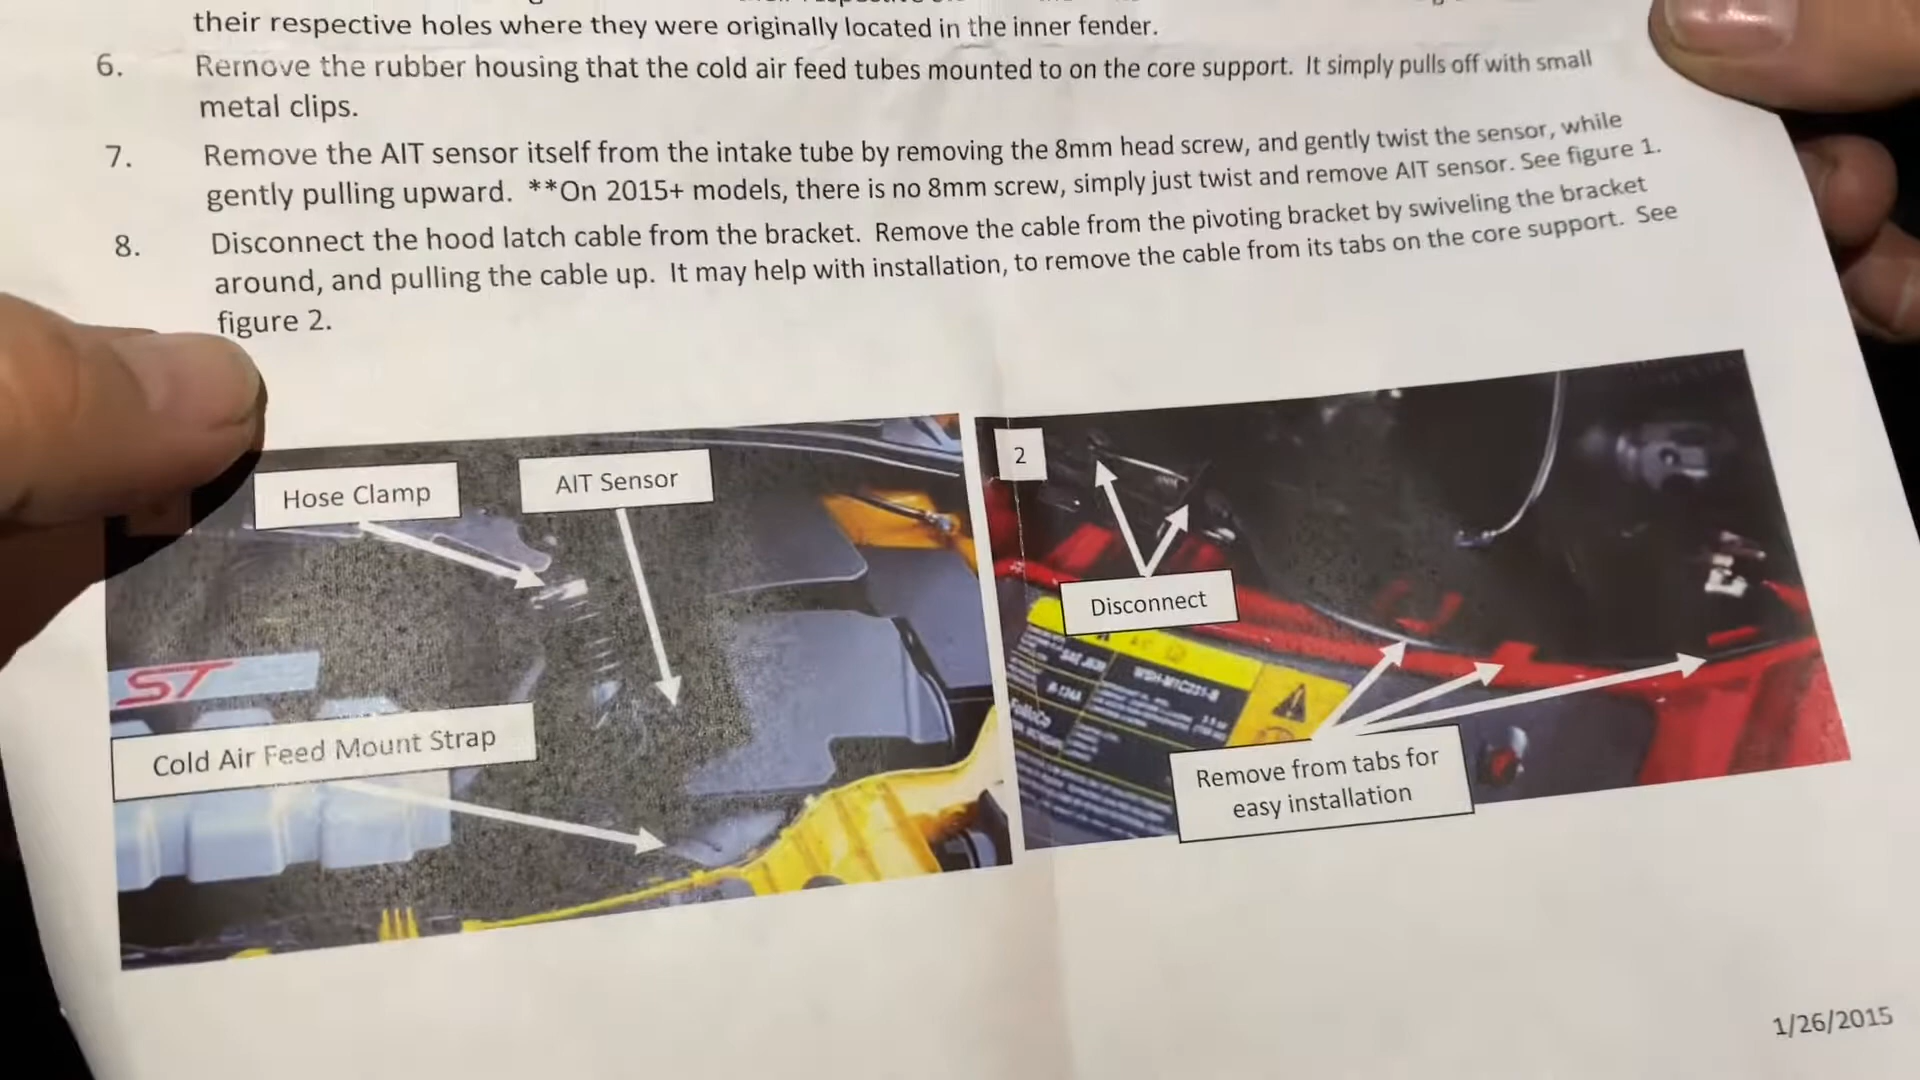 their respective holes where they were originally located in the inner fender.
6. Remove the rubber housing that the cold air feed tubes mounted to on the core support. It simply pulls off with small
metal clips.
7. Remove the AIT sensor itself from the intake tube by removing the 8mm head screw, and gently twist the sensor, while
gently pulling upward. **On 2015+ models, there is no 8mm screw, simply just twist and remove AIT sensor. See figure 1.
8. Disconnect the hood latch cable from the bracket. Remove the cable from the pivoting bracket by swiveling the bracket
around, and pulling the cable up. It may help with installation, to remove the cable from its tabs on the core support. See
figure 2.
Hose Clamp
AIT Sensor
ST
Cold Air Feed Mount Strap
2
Disconnect
R-134A
FoMoCo
Remove from tabs for
easy installation
1/26/2015